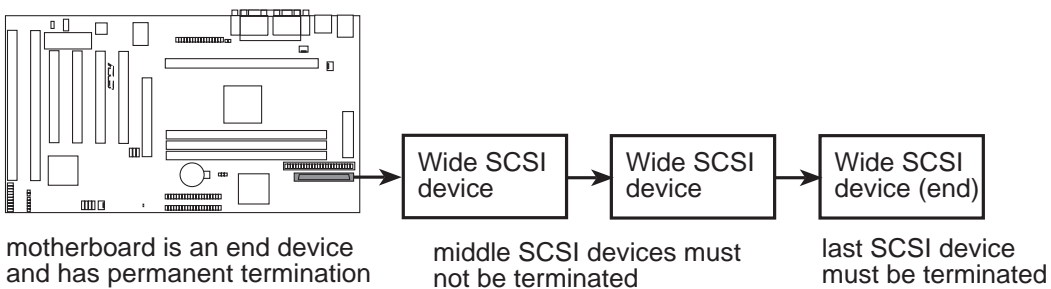 Wide SCSI
device
Wide SCSI
device
Wide SCSI
device (end)
motherboard is an end device
and has permanent termination
middle SCSI devices must
not be terminated
last SCSI device
must be terminated